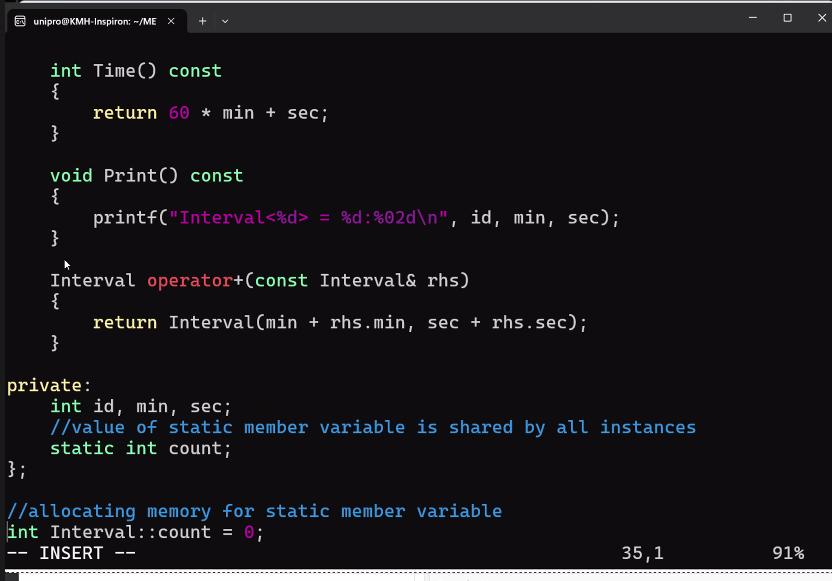 unipro@KMH-Inspiron: ~/ME
int Time() const
{
return 60 * min + sec;
}
void Print() const
{
printf("Interval<%d> = %d:%02d\n", id, min, sec);
}
Interval operator+(const Interval& rhs)
{
return Interval(min + rhs.min, sec + rhs.sec);
}
private:
int id, min, sec;
//value of static member variable is shared by all instances
static int count;
};
//allocating memory for static member variable
int Interval::count = 0;
-- INSERT -- 35,1 91%